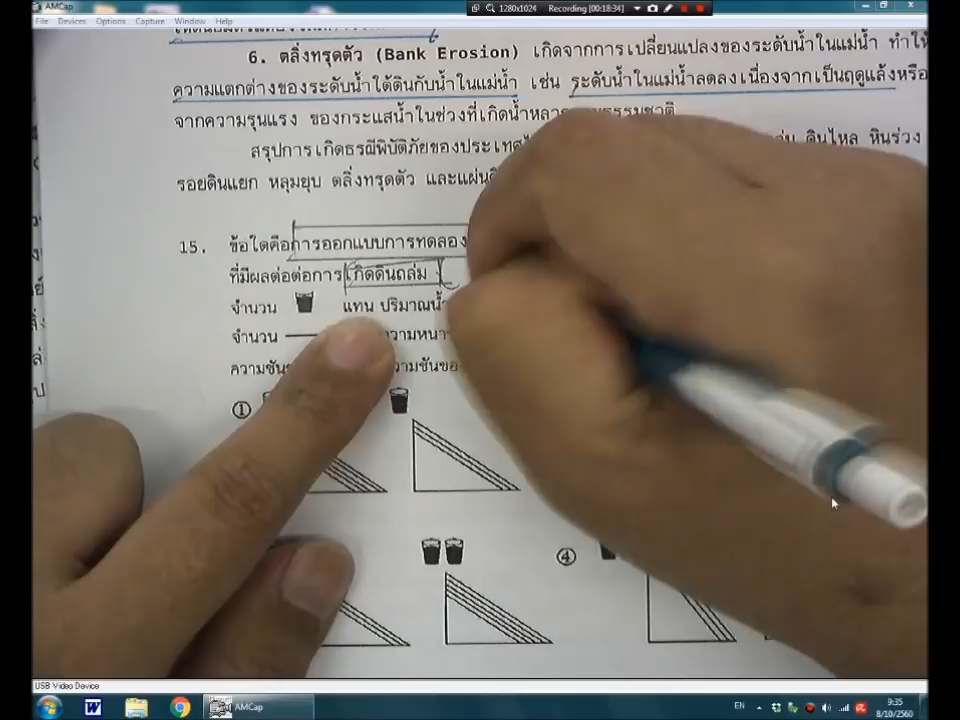 AMCap
1280x1024 Recording [00:18:34]
File Devices Options Capture Window Help
6. ตลิ่งทรุดตัว (Bank Erosion) เกิดจากการเปลี่ยนแปลงของระดับน้ำในแม่น้ำ ทำให้
ความแตกต่างของระดับน้ำใต้ดินกับน้ำในแม่น้ำ เช่น ระดับน้ำในแม่น้ำลดลงเนื่องจากเป็นฤดูแล้งหรือ
จากความรุนแรง ของกระแสน้ำในช่วงที่เกิดน้ำหลาก
สรุปการเกิดธรณีพิบัติภัยของประเทศ ดินไหล หินร่วง
รอยดินแยก หลุมยุบ ตลิ่งทรุดตัว และแผ่นดิน
15. ข้อใดคือการออกแบบการทดลอง
ที่มีผลต่อต่อการเกิดดินถล่ม
จำนวน แทน ปริมาณน้ำ
จำนวน ความหนา
ความชัน ความชันของ
①
④
USB Video Device
EN
AMCap
9:35
8/10/2560